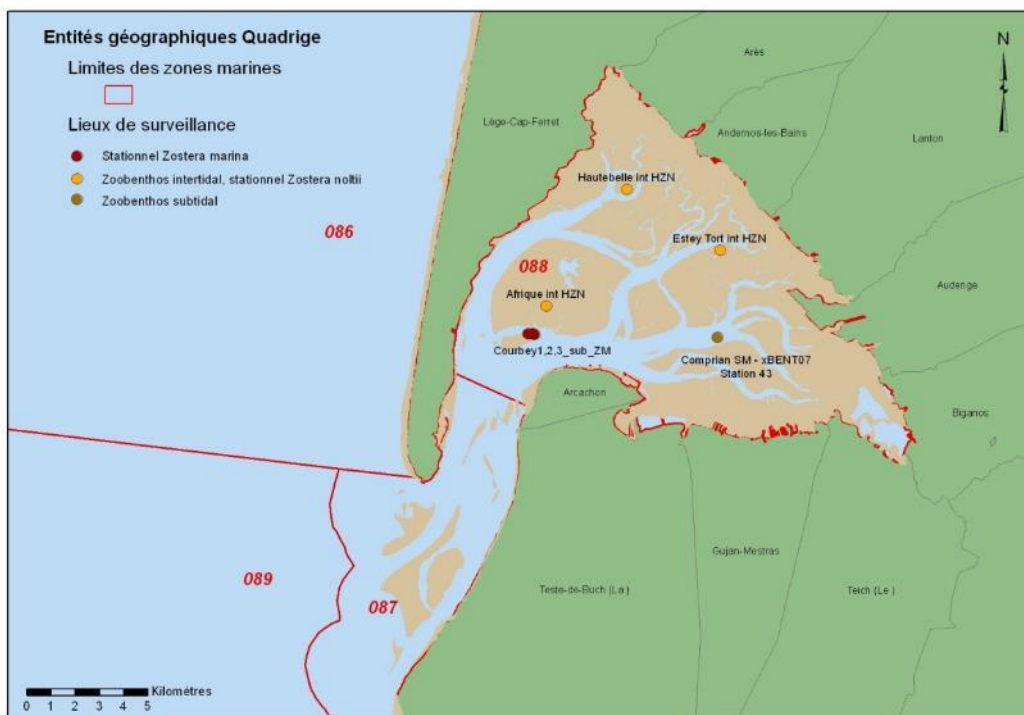 Entités géographiques Quadrige
Limites des zones marines
Lieux de surveillance
Stationnel Zostera marina
Zoobenthos intertidal, stationnel Zostera noltii
Zoobenthos subtidal
N
Arès
Lège-Cap-Ferret
Andernos-les-Bains
Lanton
Hautebelle int HZN
086
Estey Tort int HZN
088
Audenge
Afrique int HZN
Courbey1,2,3_sub_ZM
Comprian SM - xBENT07
Station 43
Arcachon
Biganos
Gujan-Mestras
089
087
Teste-de-Buch (La)
Teich (Le)
Kilométres
0 1 2 3 4 5